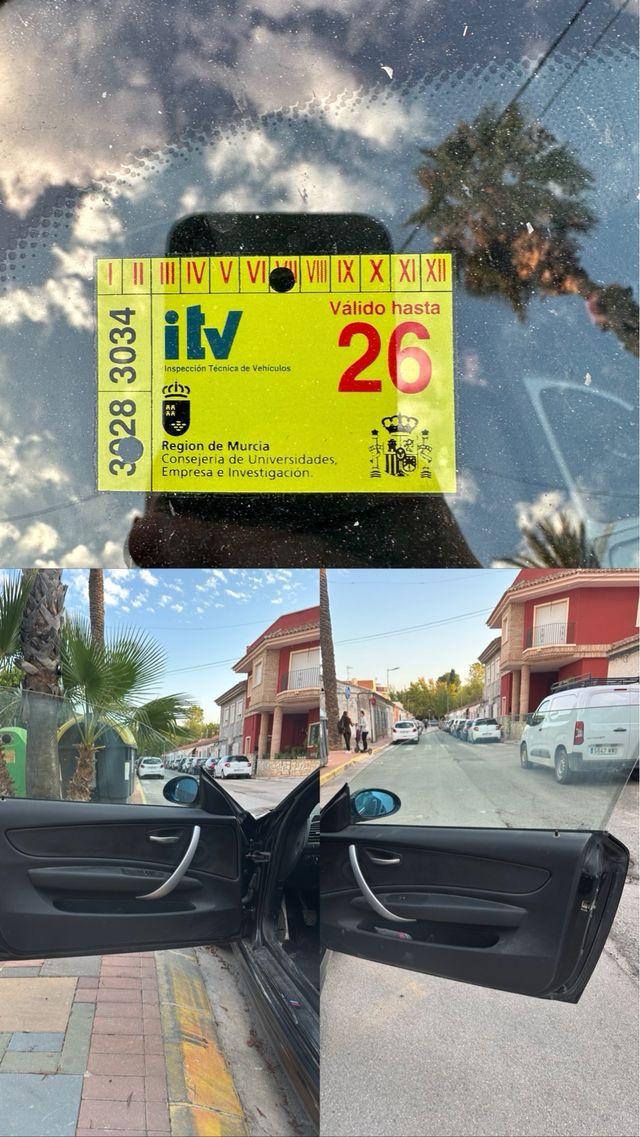 I II III IV V VI VII VIII IX X XI XII
itv
Inspección Técnica de Vehículos
Válido hasta
26
3028 3034
Region de Murcia
Consejería de Universidades,
Empresa e Investigación.